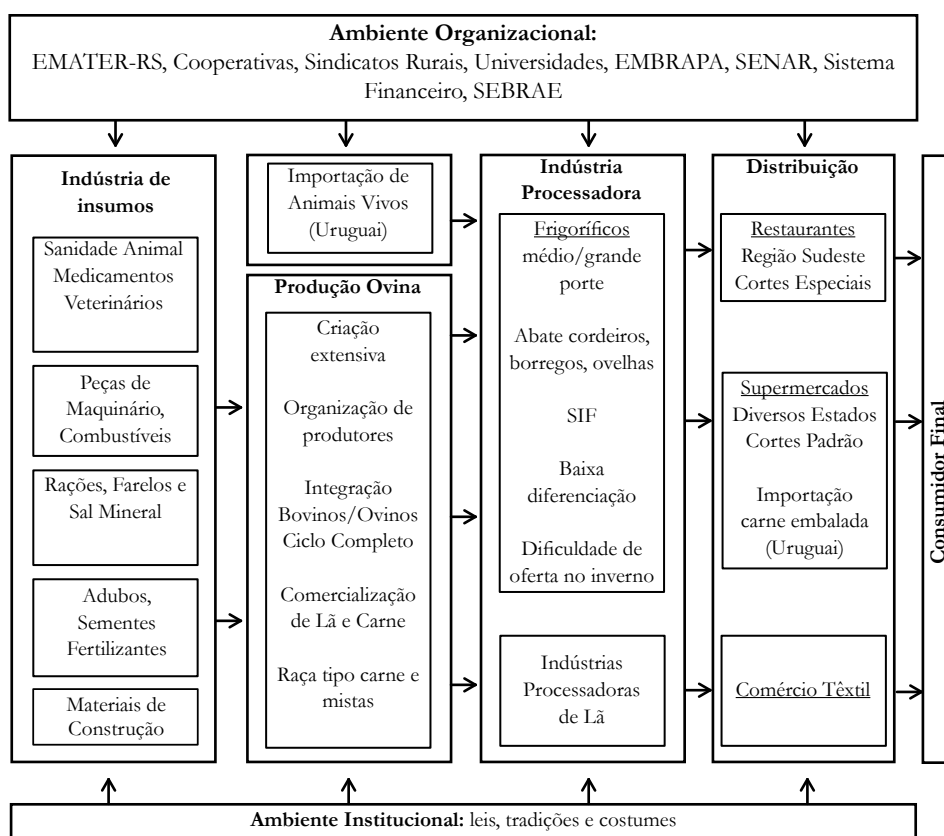 Ambiente Organizacional:
EMATER-RS, Cooperativas, Sindicatos Rurais, Universidades, EMBRAPA, SENAR, Sistema
Financeiro, SEBRAE
Indústria de
insumos
Sanidade Animal
Medicamentos
Veterinários
Peças de
Maquinário,
Combustíveis
Rações, Farelos e
Sal Mineral
Adubos,
Sementes
Fertilizantes
Materiais de
Construção
Importação de
Animais Vivos
(Uruguai)
Produção Ovina
Criação
extensiva
Organização de
produtores
Integração
Bovinos/Ovinos
Ciclo Completo
Comercialização
de Lã e Carne
Raça tipo carne e
mistas
Indústria
Processadora
Frigoríficos
médio/grande
porte
Abate cordeiros,
borregos, ovelhas
SIF
Baixa
diferenciação
Dificuldade de
oferta no inverno
Indústrias
Processadoras
de Lã
Distribuição
Restaurantes
Região Sudeste
Cortes Especiais
Supermercados
Diversos Estados
Cortes Padrão
Importação
carne embalada
(Uruguai)
Comércio Têxtil
Consumidor Final
Ambiente Institucional: leis, tradições e costumes